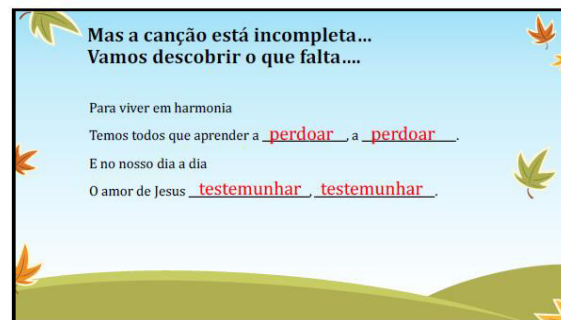 Mas a canção está incompleta...
Vamos descobrir o que falta....
Para viver em harmonia
Temos todos que aprender a perdoar, a perdoar.
E no nosso dia a dia
O amor de Jesus testemunhar, testemunhar.